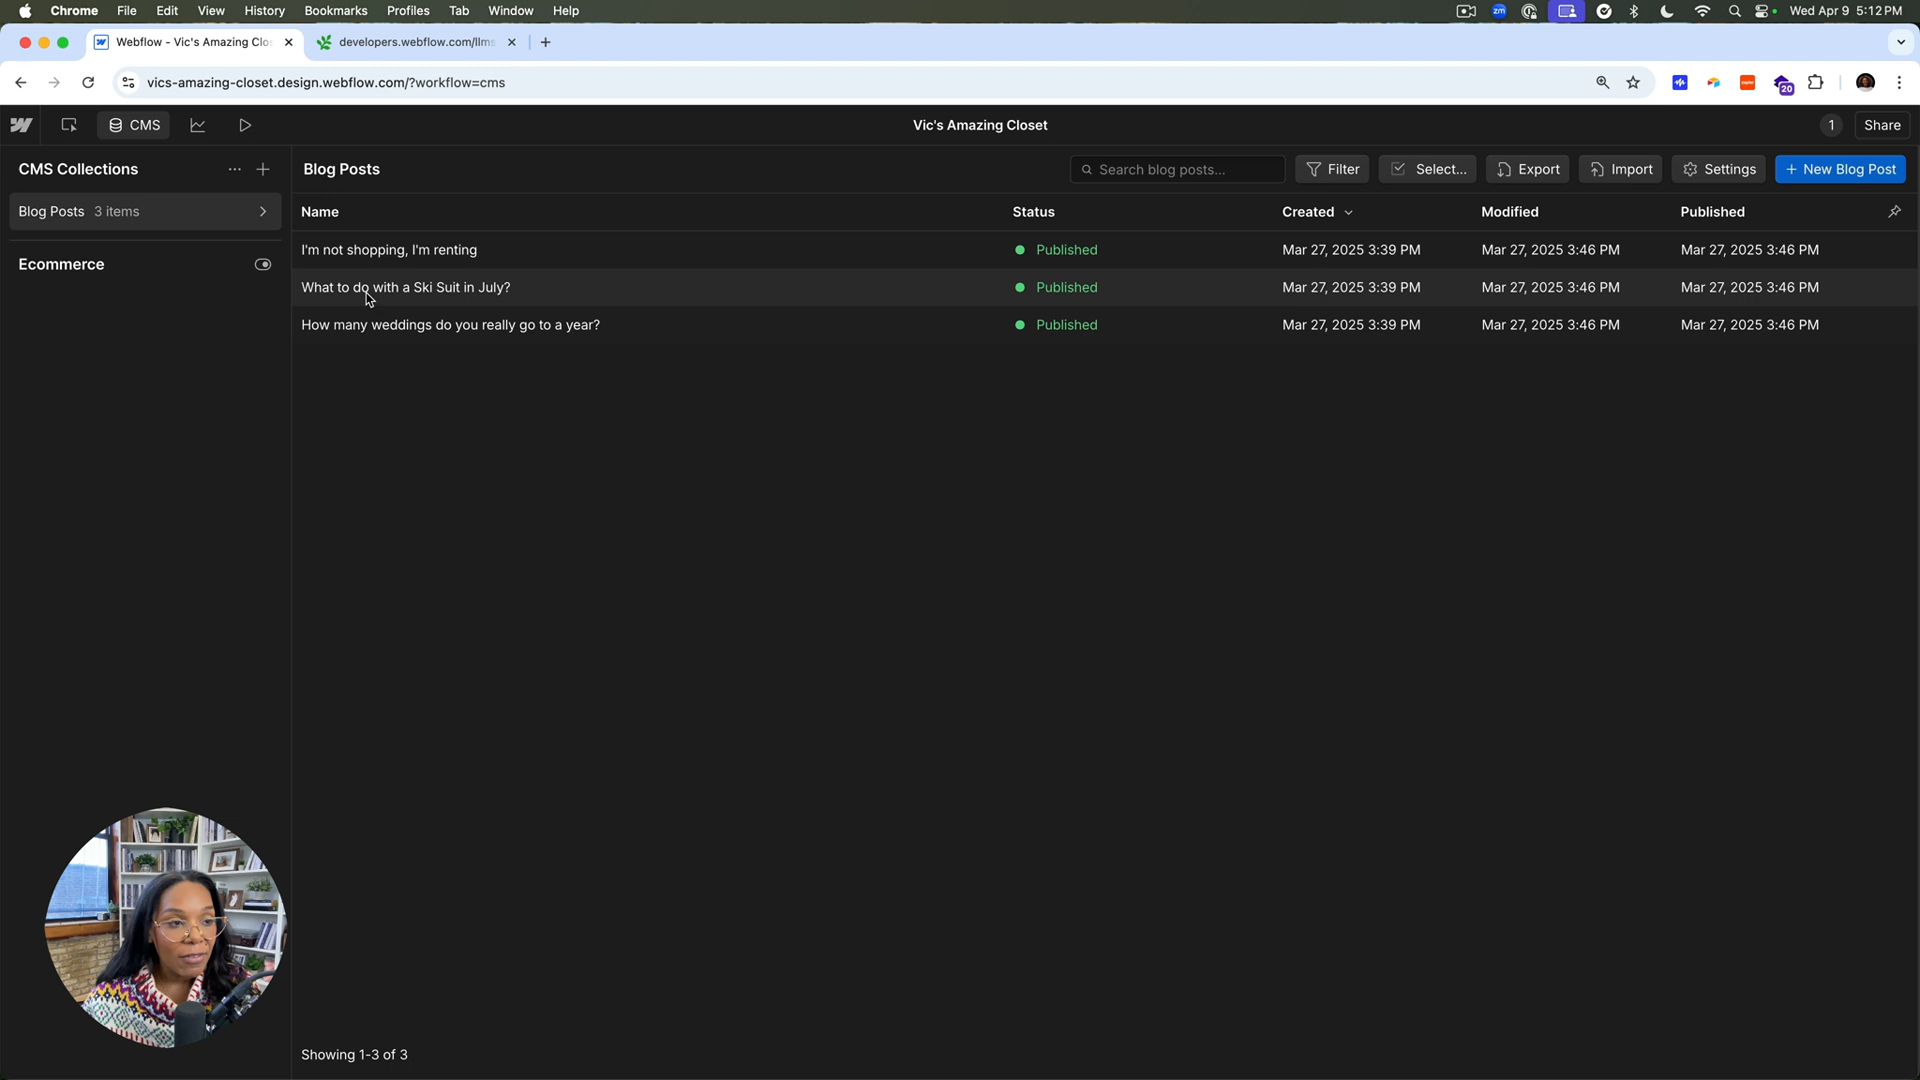 Chrome File Edit View History Bookmarks Profiles Tab Window Help zm Wed Apr 9 5:12 PM
Webflow - Vic's Amazing Clo developers.webflow.com/llms
vics-amazing-closet.design.webflow.com/?workflow=cms 20
CMS Vic's Amazing Closet 1 Share
CMS Collections Blog Posts Search blog posts... Filter Select... Export Import Settings New Blog Post
Blog Posts 3 items Name Status Created Modified Published
I'm not shopping, I'm renting Published Mar 27, 2025 3:39 PM Mar 27, 2025 3:46 PM Mar 27, 2025 3:46 PM
Ecommerce
What to do with a Ski Suit in July? Published Mar 27, 2025 3:39 PM Mar 27, 2025 3:46 PM Mar 27, 2025 3:46 PM
How many weddings do you really go to a year? Published Mar 27, 2025 3:39 PM Mar 27, 2025 3:46 PM Mar 27, 2025 3:46 PM
Showing 1-3 of 3